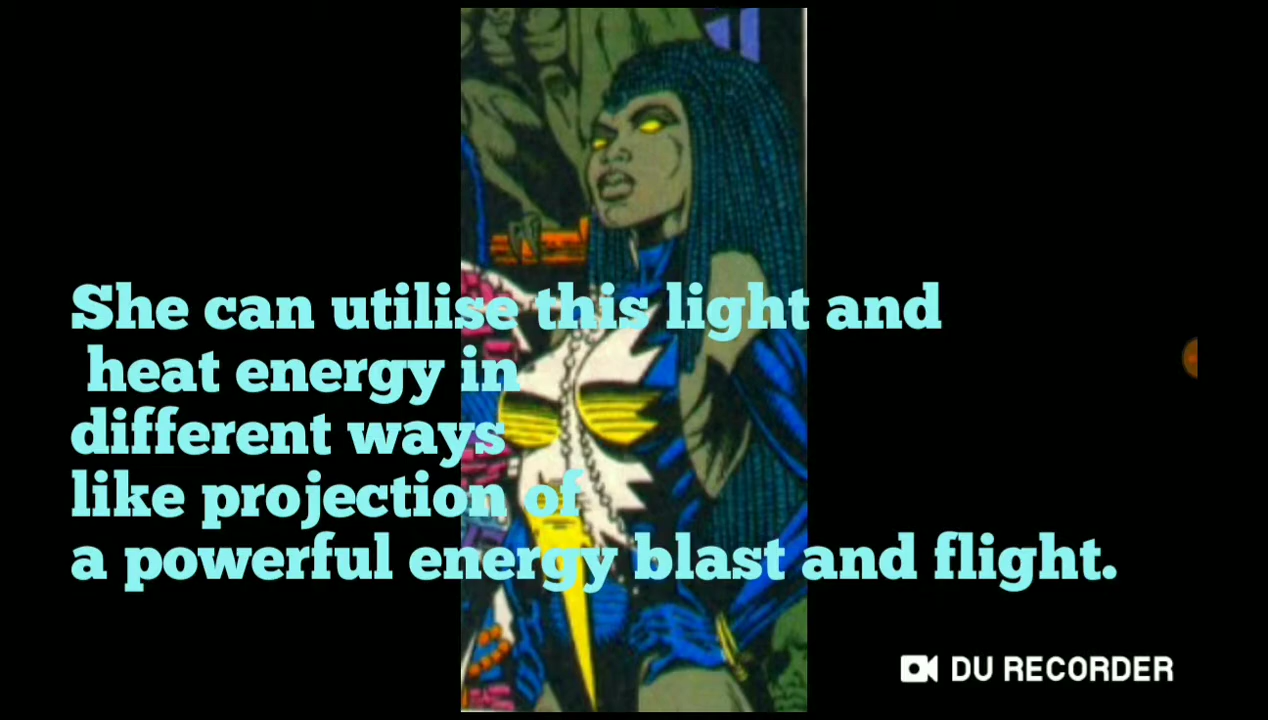 She can utilise this light and
heat energy in
different ways
like projection of
a powerful energy blast and flight.
DU RECORDER